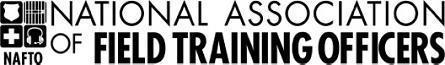 NATIONAL ASSOCIATION
OF FIELD TRAINING OFFICERS
NAFTO